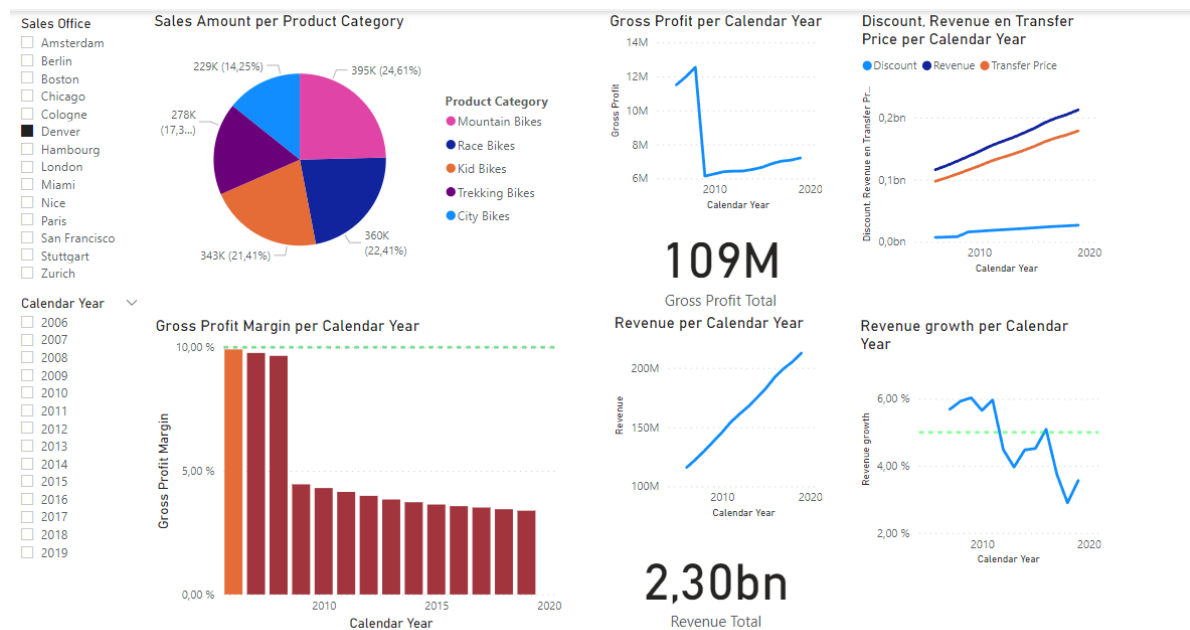 Sales Office
Amsterdam
Berlin
Boston
Chicago
Cologne
Denver
Hambourg
London
Miami
Nice
Paris
San Francisco
Stuttgart
Zurich
Calendar Year
2006
2007
2008
2009
2010
2011
2012
2013
2014
2015
2016
2017
2018
2019
Sales Amount per Product Category
229K (14,25%)
395K (24,61%)
278K
(17,3...)
343K (21,41%)
360K
(22,41%)
Product Category
Mountain Bikes
Race Bikes
Kid Bikes
Trekking Bikes
City Bikes
Gross Profit per Calendar Year
14M
12M
10M
8M
6M
Gross Profit
2010
2020
Calendar Year
109M
Gross Profit Total
Discount, Revenue en Transfer
Price per Calendar Year
Discount
Revenue
Transfer Price
Discount, Revenue en Transfer Pr...
0,2bn
0,1bn
0,0bn
2010
2020
Calendar Year
Gross Profit Margin per Calendar Year
10,00 %
5,00 %
0,00 %
Gross Profit Margin
2010
2015
2020
Calendar Year
Revenue per Calendar Year
200M
150M
100M
Revenue
2010
2020
Calendar Year
2,30bn
Revenue Total
Revenue growth per Calendar
Year
6,00 %
4,00 %
2,00 %
Revenue growth
2010
2020
Calendar Year